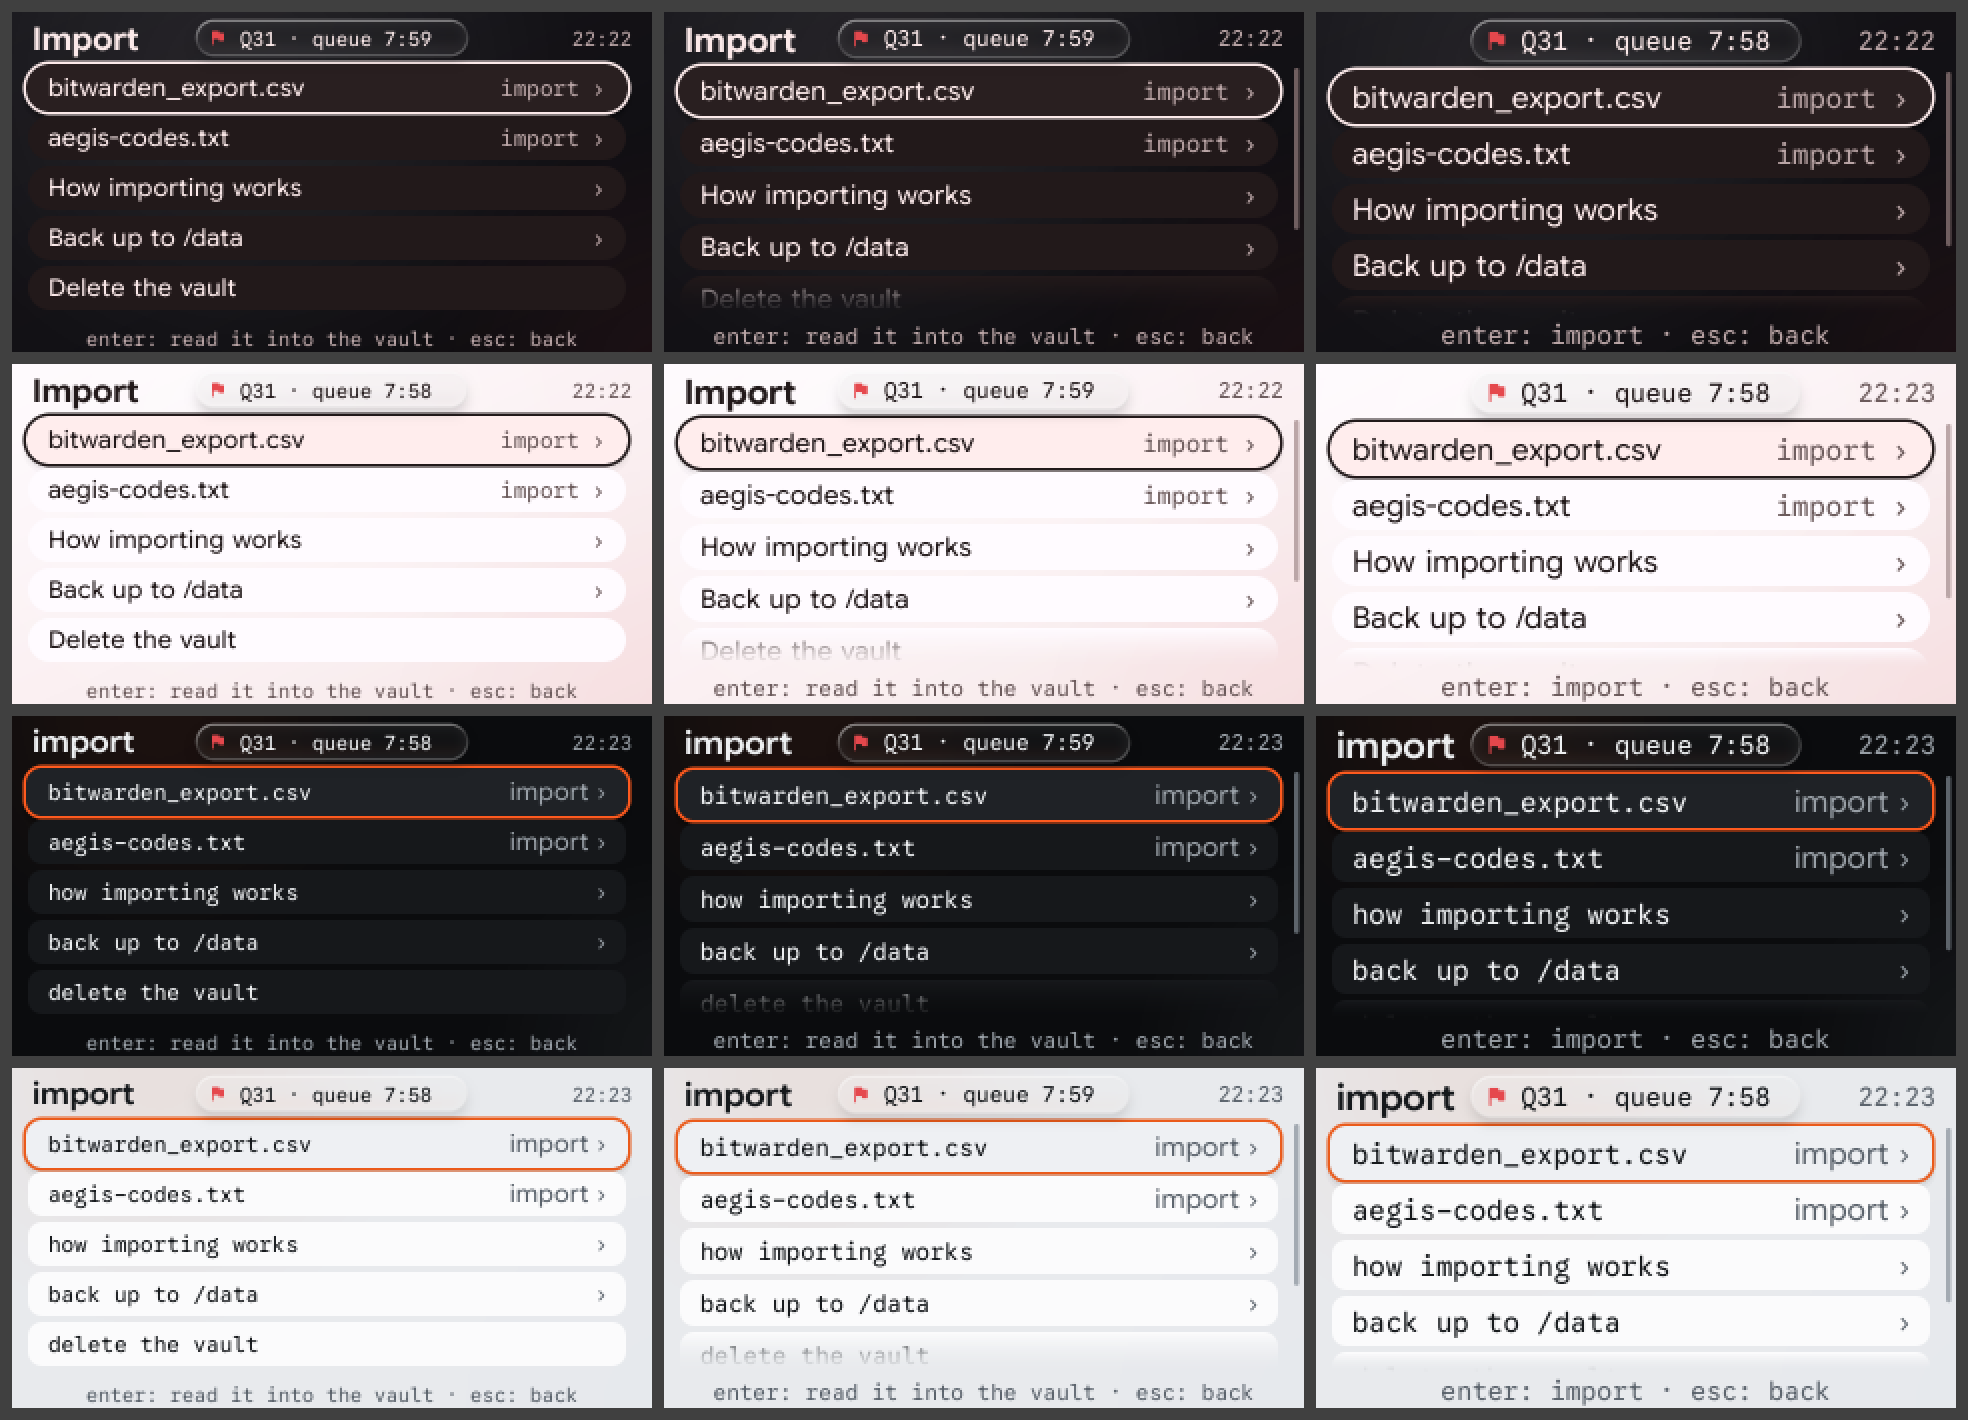 Import Q31 · queue 7:59 22:22
bitwarden_export.csv import ›
aegis-codes.txt import ›
How importing works ›
Back up to /data ›
Delete the vault
enter: read it into the vault · esc: back
Import Q31 · queue 7:59 22:22
bitwarden_export.csv import ›
aegis-codes.txt import ›
How importing works ›
Back up to /data ›
Delete the vault
enter: read it into the vault · esc: back
Q31 · queue 7:58 22:22
bitwarden_export.csv import ›
aegis-codes.txt import ›
How importing works ›
Back up to /data ›
enter: import · esc: back
Import Q31 · queue 7:58 22:22
bitwarden_export.csv import ›
aegis-codes.txt import ›
How importing works ›
Back up to /data ›
Delete the vault
enter: read it into the vault · esc: back
Import Q31 · queue 7:59 22:22
bitwarden_export.csv import ›
aegis-codes.txt import ›
How importing works ›
Back up to /data ›
Delete the vault
enter: read it into the vault · esc: back
Q31 · queue 7:58 22:23
bitwarden_export.csv import ›
aegis-codes.txt import ›
How importing works ›
Back up to /data ›
enter: import · esc: back
import Q31 · queue 7:58 22:23
bitwarden_export.csv import ›
aegis-codes.txt import ›
how importing works ›
back up to /data ›
delete the vault
enter: read it into the vault · esc: back
import Q31 · queue 7:59 22:23
bitwarden_export.csv import ›
aegis-codes.txt import ›
how importing works ›
back up to /data ›
delete the vault
enter: read it into the vault · esc: back
import Q31 · queue 7:58 22:23
bitwarden_export.csv import ›
aegis-codes.txt import ›
how importing works ›
back up to /data ›
enter: import · esc: back
import Q31 · queue 7:58 22:23
bitwarden_export.csv import ›
aegis-codes.txt import ›
how importing works ›
back up to /data ›
delete the vault
enter: read it into the vault · esc: back
import Q31 · queue 7:59 22:23
bitwarden_export.csv import ›
aegis-codes.txt import ›
how importing works ›
back up to /data ›
delete the vault
enter: read it into the vault · esc: back
import Q31 · queue 7:58 22:23
bitwarden_export.csv import ›
aegis-codes.txt import ›
how importing works ›
back up to /data ›
enter: import · esc: back